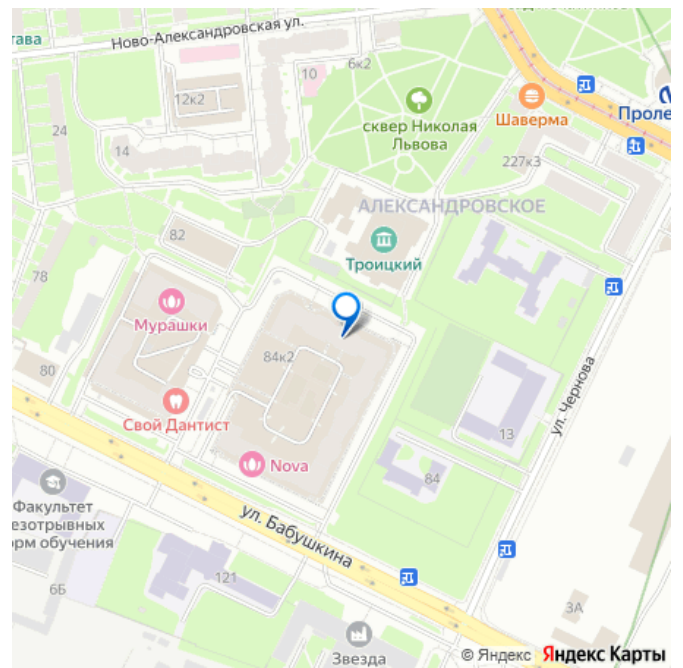 тава
Ново-Александровская ул.
6к2
10
12к2
24
14
сквер Николая
Львова
Шаверма
Проле
227к3
АЛЕКСАНДРОВСКОЕ
82
Троицкий
78
Мурашки
84к2
80
Свой Дантист
ул. Чернова
13
Nova
84
Факультет
езотрывных
рм обучения
ул. Бабушкина
6Б
121
3А
Звезда
© Яндекс Яндекс Карты